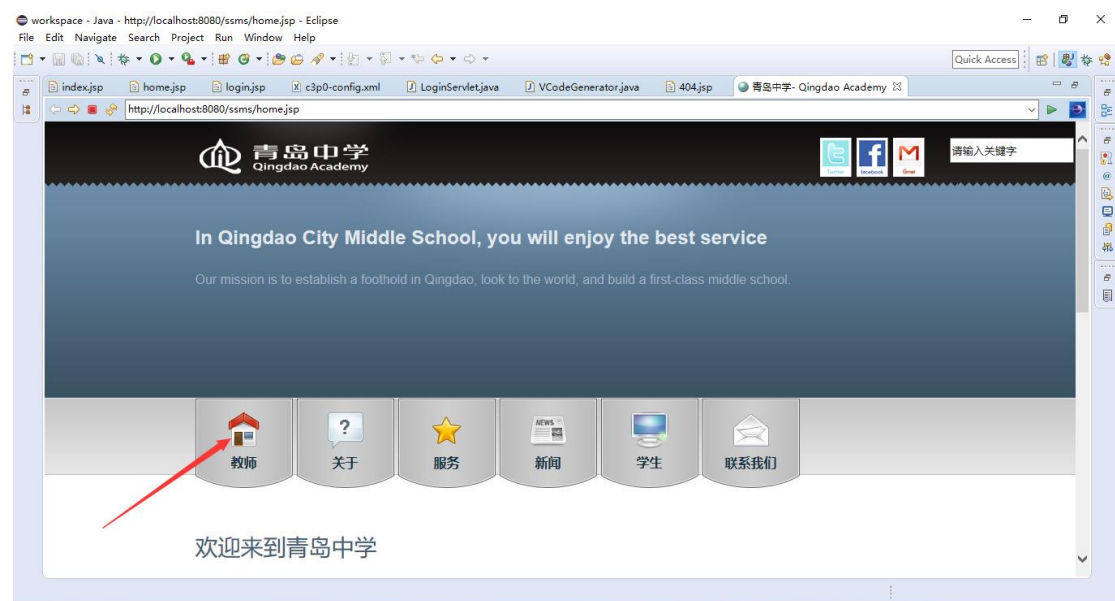 workspace - Java - http://localhost:8080/ssms/home.jsp - Eclipse
File Edit Navigate Search Project Run Window Help
Quick Access
index.jsp home.jsp login.jsp c3p0-config.xml LoginServlet.java VCodeGenerator.java 404.jsp 青岛中学- Qingdao Academy
http://localhost:8080/ssms/home.jsp
青岛中学
Qingdao Academy
Twitter facebook Gmail
请输入关键字
In Qingdao City Middle School, you will enjoy the best service
Our mission is to establish a foothold in Qingdao, look to the world, and build a first-class middle school.
NEWS
教师 关于 服务 新闻 学生 联系我们
欢迎来到青岛中学